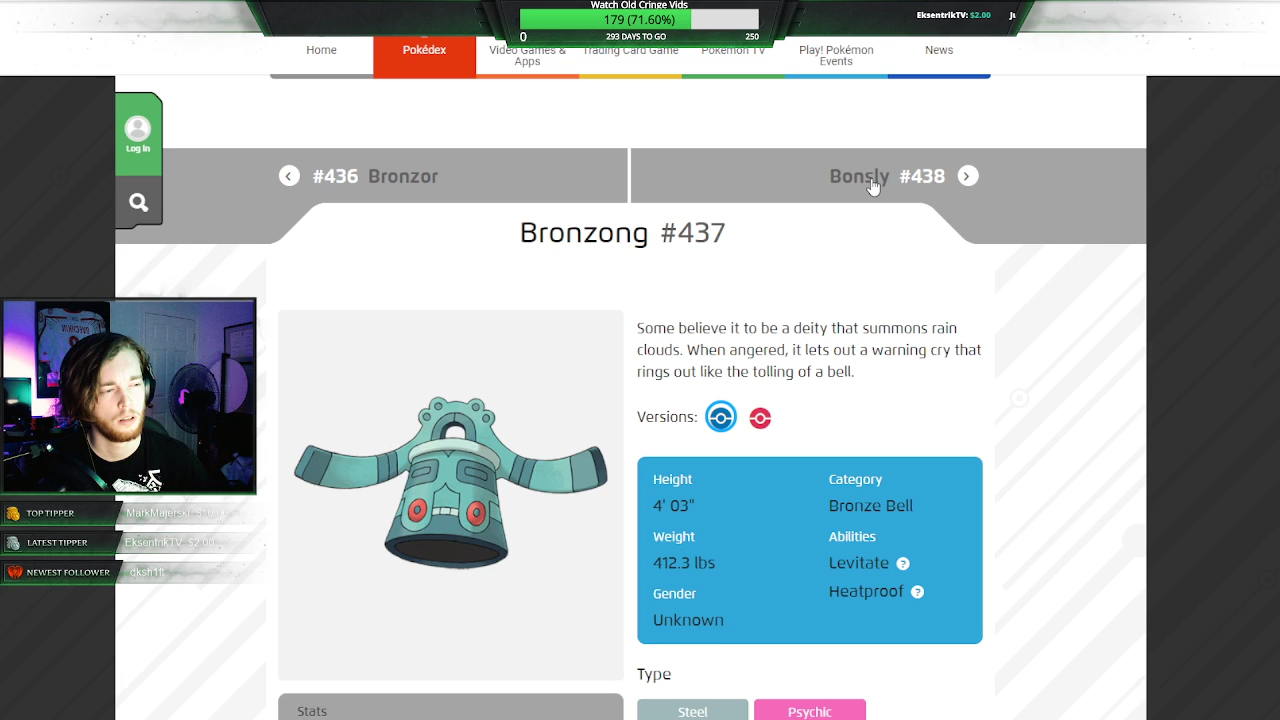 Watch Old Cringe Vids
179 (71.60%)
0 293 DAYS TO GO 250
EksentrikTV: $2.00
Home
Pokédex
Video Games & Apps
Trading Card Game
Pokémon TV
Play! Pokémon Events
News
Log in
#436 Bronzor
Bonsly #438
Bronzong #437
Some believe it to be a deity that summons rain
clouds. When angered, it lets out a warning cry that
rings out like the tolling of a bell.
Versions:
Height
4' 03"
Weight
412.3 lbs
Gender
Unknown
Category
Bronze Bell
Abilities
Levitate ?
Heatproof ?
Type
Steel
Psychic
Stats
TOP TIPPER
LATEST TIPPER EksentrikTV $2.00
NEWEST FOLLOWER